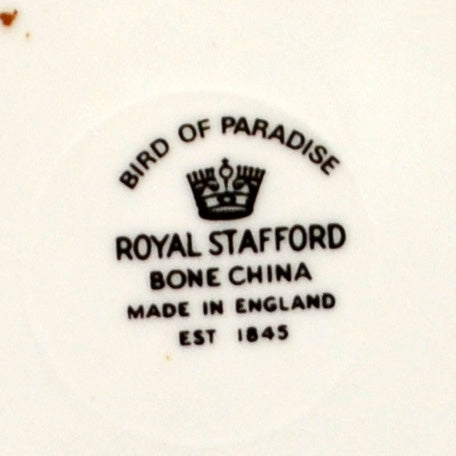 BIRD OF PARADISE
ROYAL STAFFORD
BONE CHINA
MADE IN ENGLAND
EST 1845